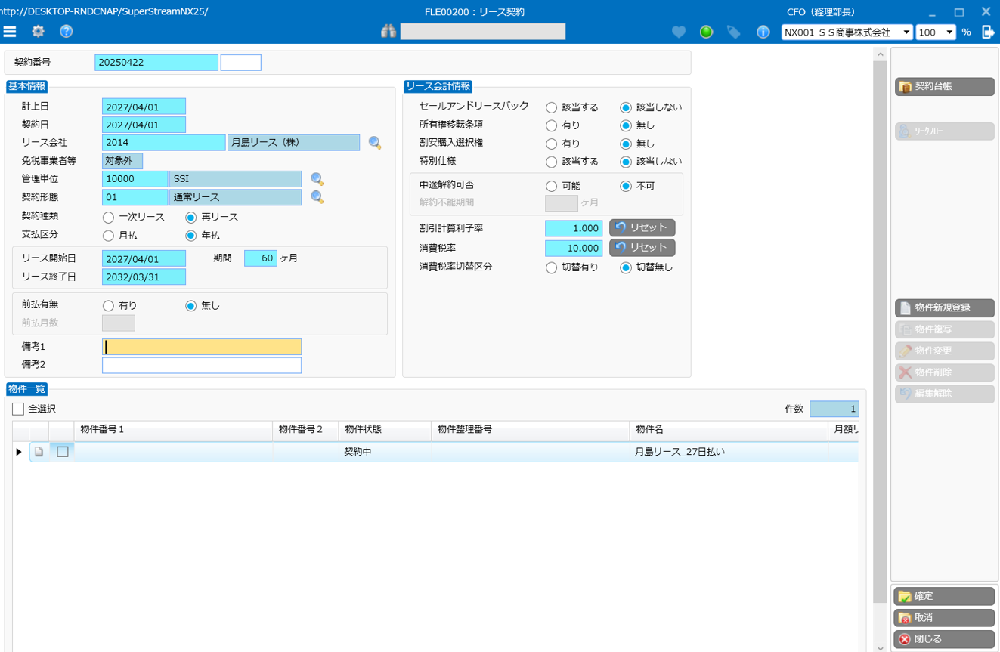 http://DESKTOP-RNDCNAP/SuperStreamNX25/ FLE00200：リース契約 CFO（経理部長）
NX001 ＳＳ商事株式会社 100 %
契約番号 20250422
基本情報
計上日 2027/04/01
契約日 2027/04/01
リース会社 2014 月島リース（株）
免税事業者等 対象外
管理単位 10000 SSI
契約形態 01 通常リース
契約種類 一次リース 再リース
支払区分 月払 年払
リース開始日 2027/04/01 期間 60 ヶ月
リース終了日 2032/03/31
前払有無 有り 無し
前払月数
備考1
備考2
リース会計情報
セールアンドリースバック 該当する 該当しない
所有権移転条項 有り 無し
割安購入選択権 有り 無し
特別仕様 該当する 該当しない
中途解約可否 可能 不可
解約不能期間 ヶ月
割引計算利子率 1.000 リセット
消費税率 10.000 リセット
消費税率切替区分 切替有り 切替無し
物件一覧
全選択 件数 1
物件番号１ 物件番号２ 物件状態 物件整理番号 物件名 月額リ
契約中 月島リース_27日払い
契約台帳
ワークフロー
物件新規登録
物件複写
物件変更
物件削除
編集解除
確定
取消
閉じる